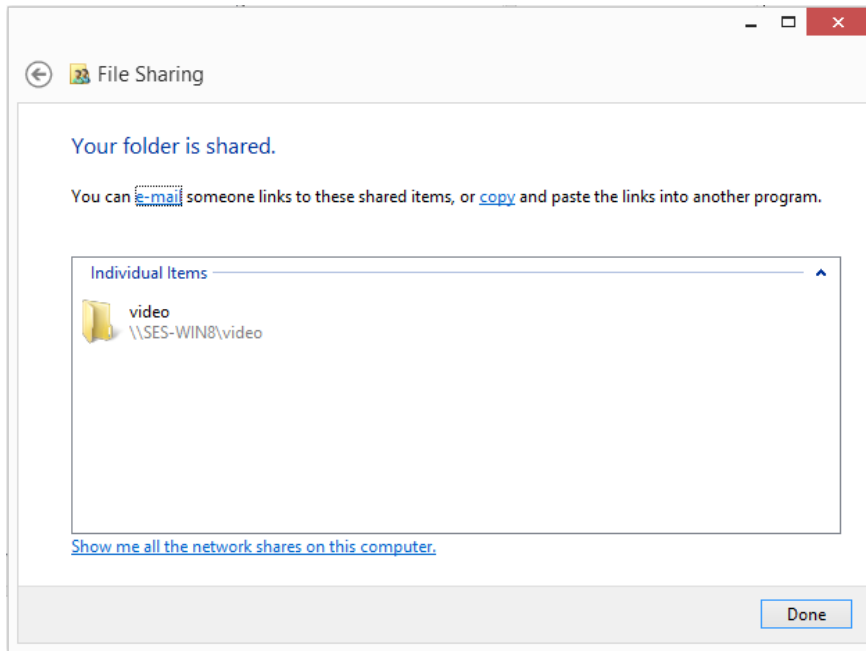 File Sharing
Your folder is shared.
You can e-mail someone links to these shared items, or copy and paste the links into another program.
Individual Items
video
\\SES-WIN8\video
Show me all the network shares on this computer.
Done